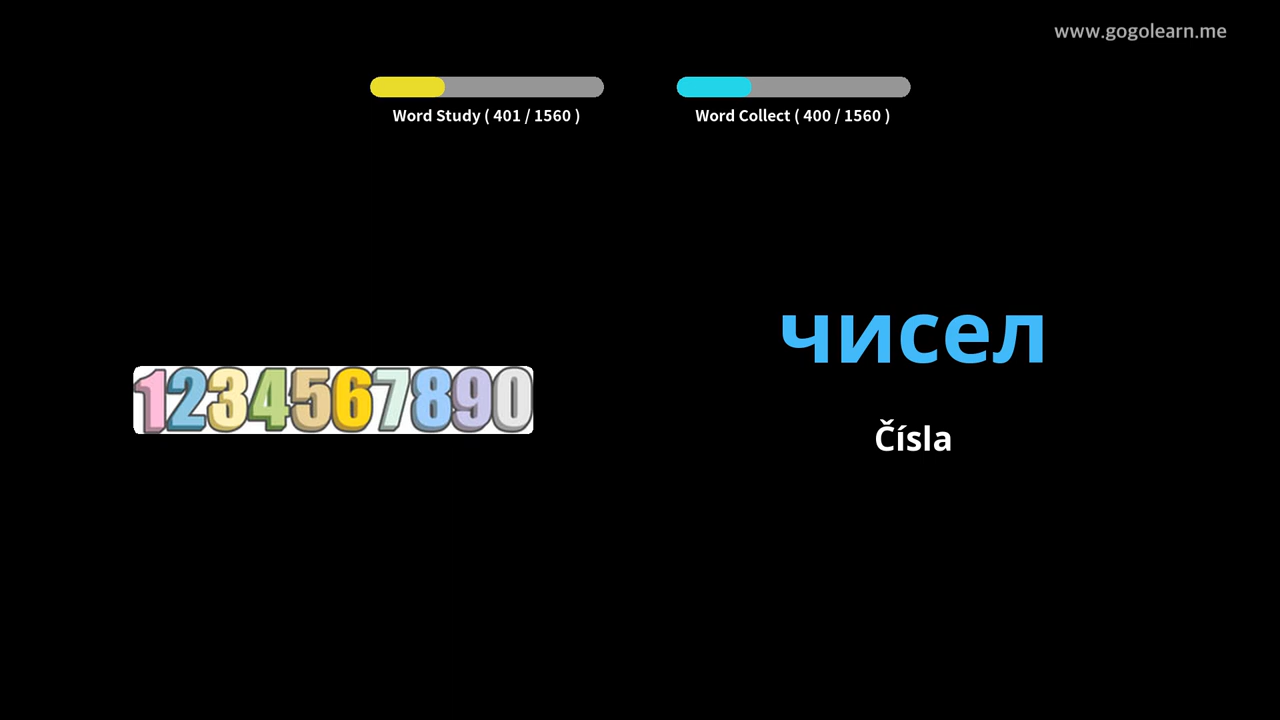 www.gogolearn.me
Word Study ( 401 / 1560 )
Word Collect ( 400 / 1560 )
1234567890
чисел
Čísla